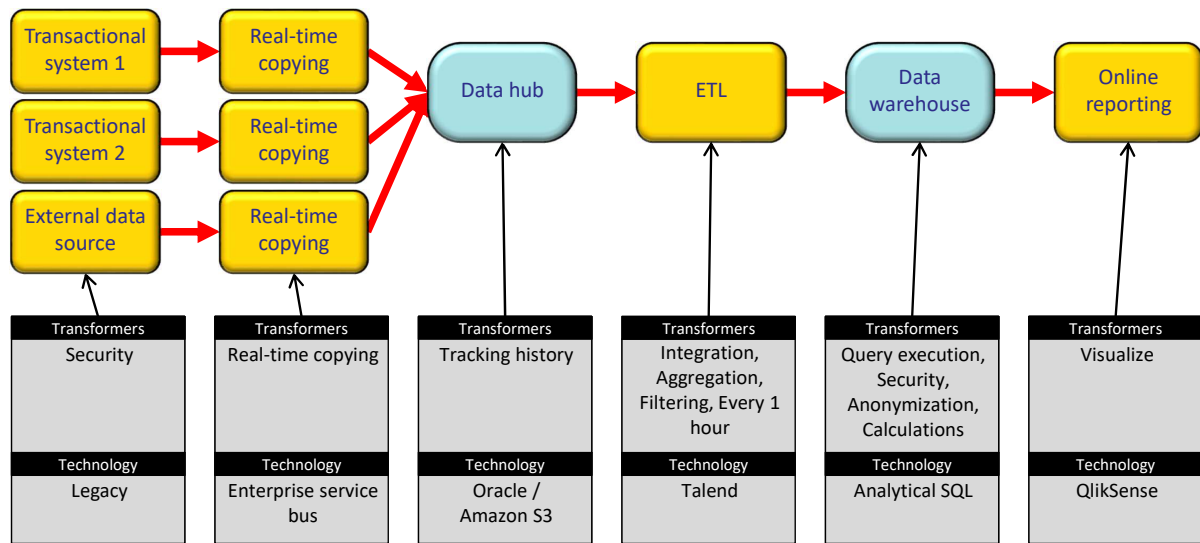 Transactional
system 1
Real-time
copying
Transactional
system 2
Real-time
copying
External data
source
Real-time
copying
Data hub
ETL
Data
warehouse
Online
reporting
Transformers
Security
Technology
Legacy
Transformers
Real-time copying
Technology
Enterprise service
bus
Transformers
Tracking history
Technology
Oracle /
Amazon S3
Transformers
Integration,
Aggregation,
Filtering, Every 1
hour
Technology
Talend
Transformers
Query execution,
Security,
Anonymization,
Calculations
Technology
Analytical SQL
Transformers
Visualize
Technology
QlikSense